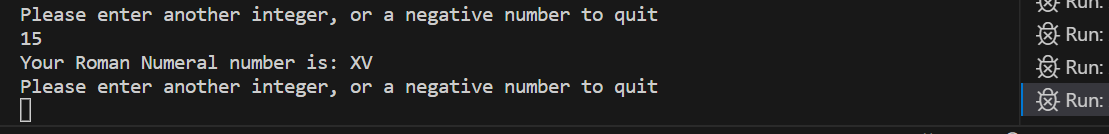 Please enter another integer, or a negative number to quit
15
Your Roman Numeral number is: XV
Please enter another integer, or a negative number to quit
Run:
Run:
Run:
Run: